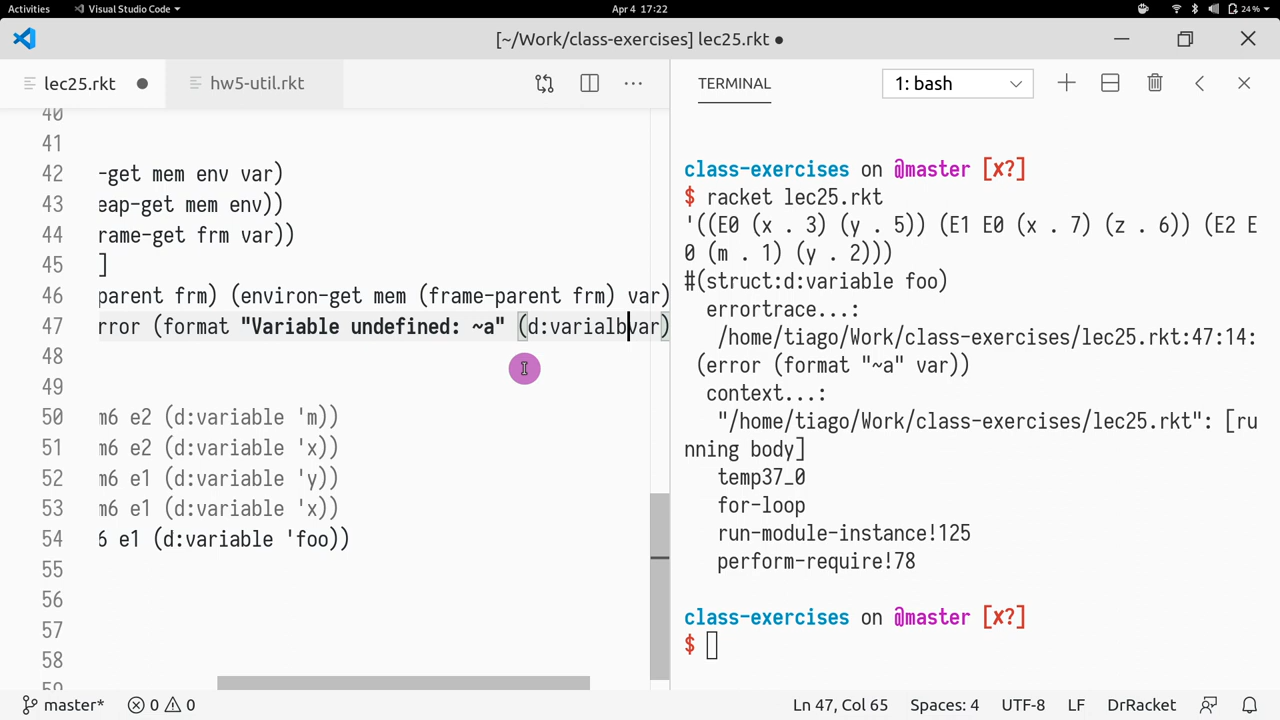 Activities
Visual Studio Code
Apr 4 17:22
24%
[~/Work/class-exercises] lec25.rkt ●
lec25.rkt ●
hw5-util.rkt
···
TERMINAL
1: bash
40
41
42 -get mem env var)
43 eap-get mem env))
44 rame-get frm var))
45 ]
46 parent frm) (environ-get mem (frame-parent frm) var)
47 rror (format "Variable undefined: ~a" (d:varialbvar)
48
49
50 m6 e2 (d:variable 'm))
51 m6 e2 (d:variable 'x))
52 m6 e1 (d:variable 'y))
53 m6 e1 (d:variable 'x))
54 6 e1 (d:variable 'foo))
55
56
57
58
59
class-exercises on @master [✗?]
$ racket lec25.rkt
'((E0 (x . 3) (y . 5)) (E1 E0 (x . 7) (z . 6)) (E2 E
0 (m . 1) (y . 2)))
#(struct:d:variable foo)
errortrace...:
/home/tiago/Work/class-exercises/lec25.rkt:47:14:
(error (format "~a" var))
context...:
"/home/tiago/Work/class-exercises/lec25.rkt": [ru
nning body]
temp37_0
for-loop
run-module-instance!125
perform-require!78
class-exercises on @master [✗?]
$
master* 0 0
Ln 47, Col 65 Spaces: 4 UTF-8 LF DrRacket